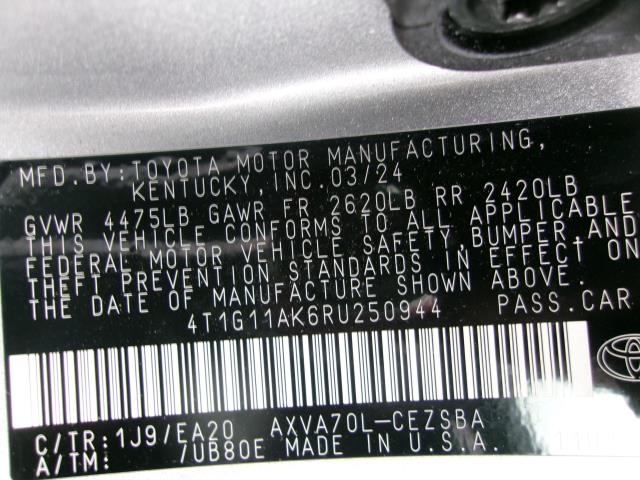 MFD.BY:TOYOTA MOTOR MANUFACTURING,
KENTUCKY,INC.03/24
GVWR 4475LB GAWR FR 2620LB RR 2420LB
THIS VEHICLE CONFORMS TO ALL APPLICABLE
FEDERAL MOTOR VEHICLE SAFETY,BUMPER,AND
THEFT PREVENTION STANDARDS IN EFFECT ON
THE DATE OF MANUFACTURE SHOWN ABOVE.
4T1G11AK6RU250944 PASS.CAR
C/TR:1J9/EA20 AXVA70L-CEZSBA
A/TM: /UB80E MADE IN U.S.A.